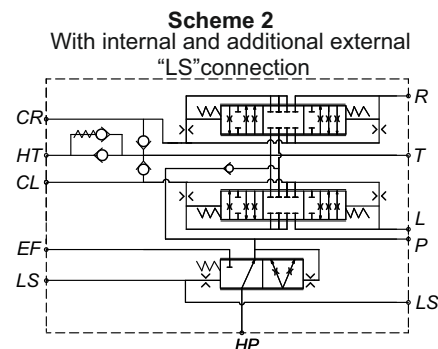 Scheme 2
With internal and additional external
“LS”connection
CR
HT
CL
EF
LS
R
T
L
P
LS
HP